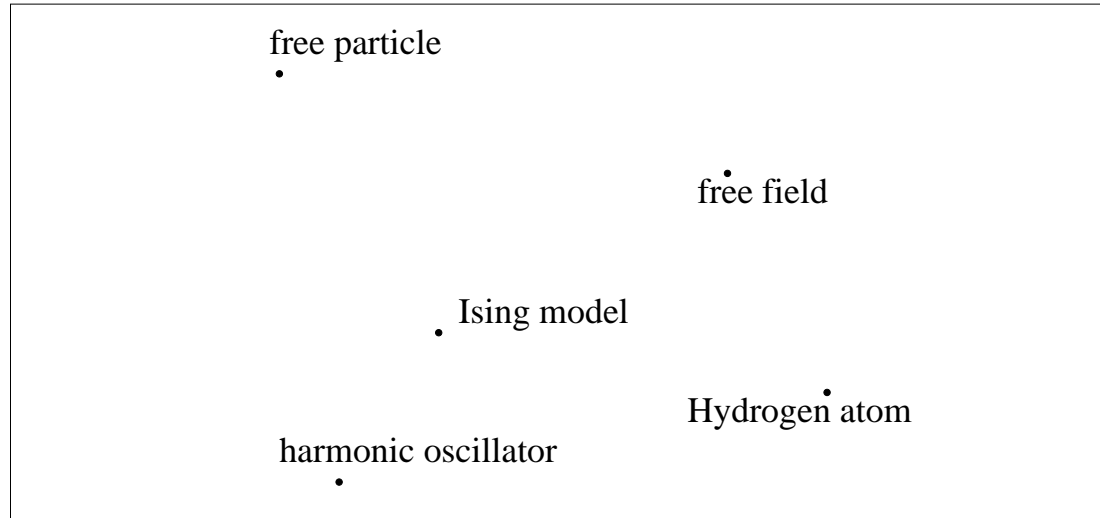 free particle
free field
Ising model
Hydrogen atom
harmonic oscillator